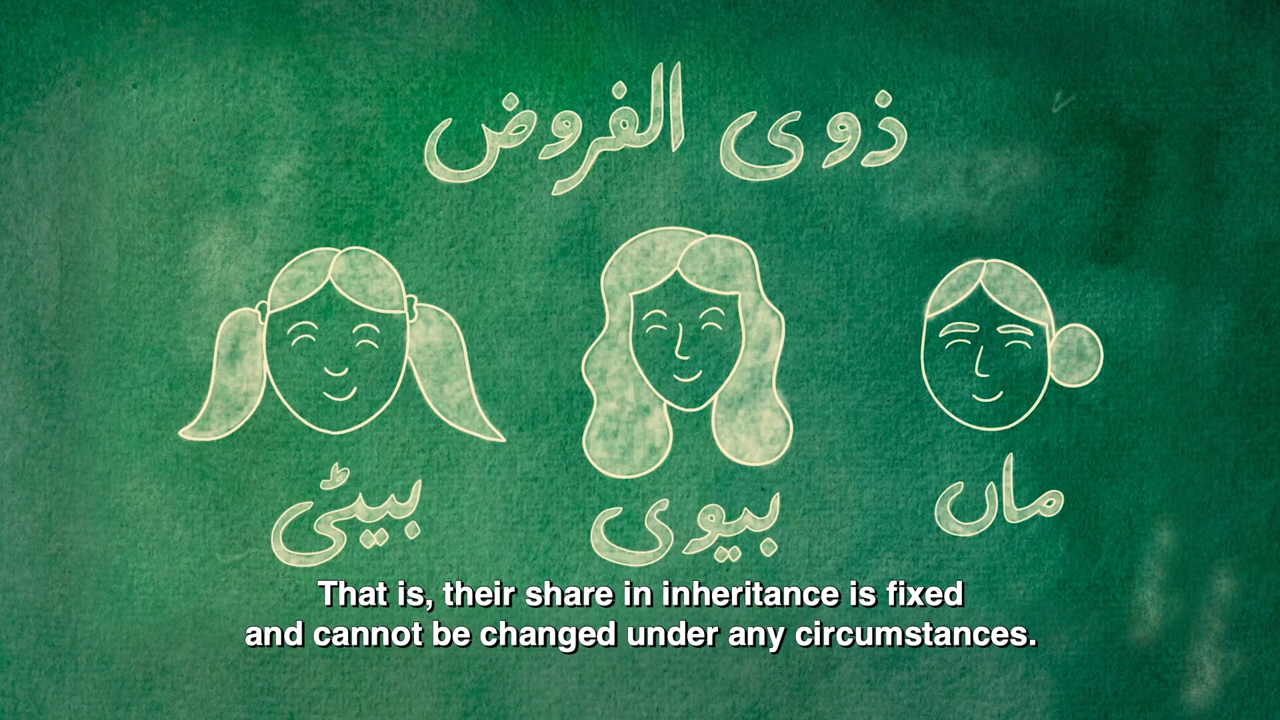 ذوی الفروض
ماں
بیوی
بیٹی
That is, their share in inheritance is fixed
and cannot be changed under any circumstances.